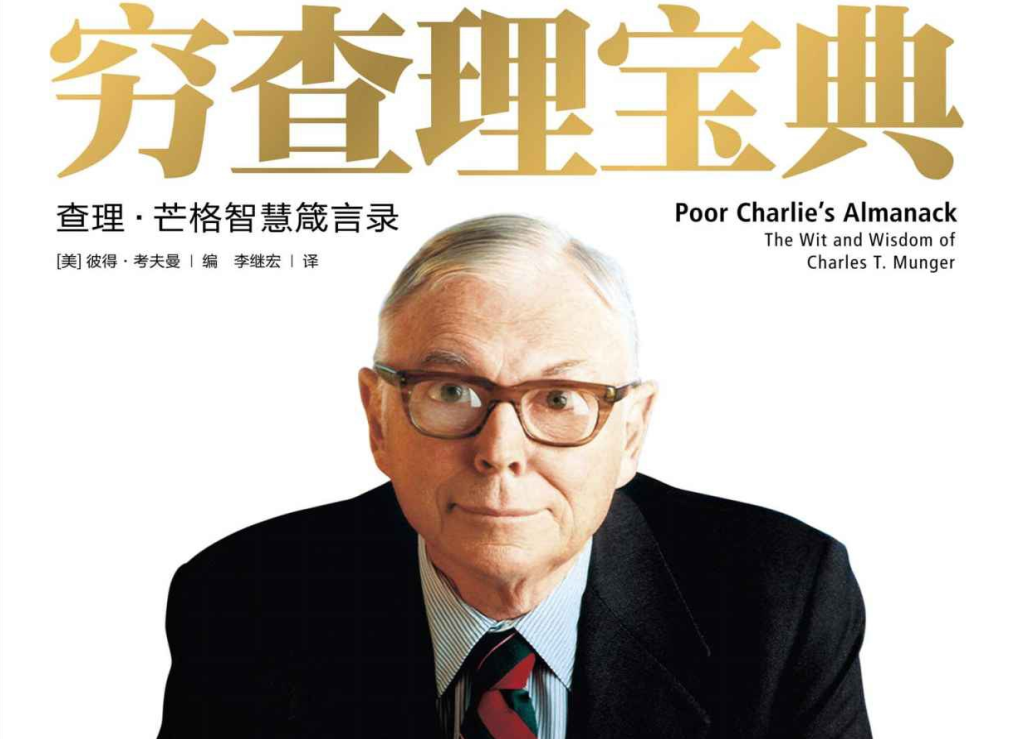 穷查理宝典
查理·芒格智慧箴言录
[美] 彼得·考夫曼 | 编 李继宏 | 译
Poor Charlie's Almanack
The Wit and Wisdom of
Charles T. Munger